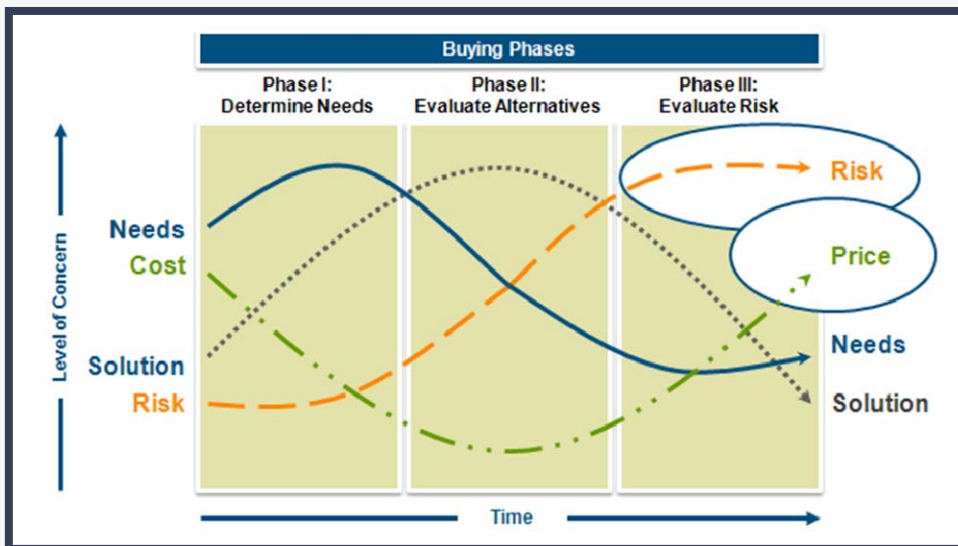 Buying Phases
Phase I:
Determine Needs
Phase II:
Evaluate Alternatives
Phase III:
Evaluate Risk
Level of Concern
Needs
Cost
Solution
Risk
Risk
Price
Needs
Solution
Time